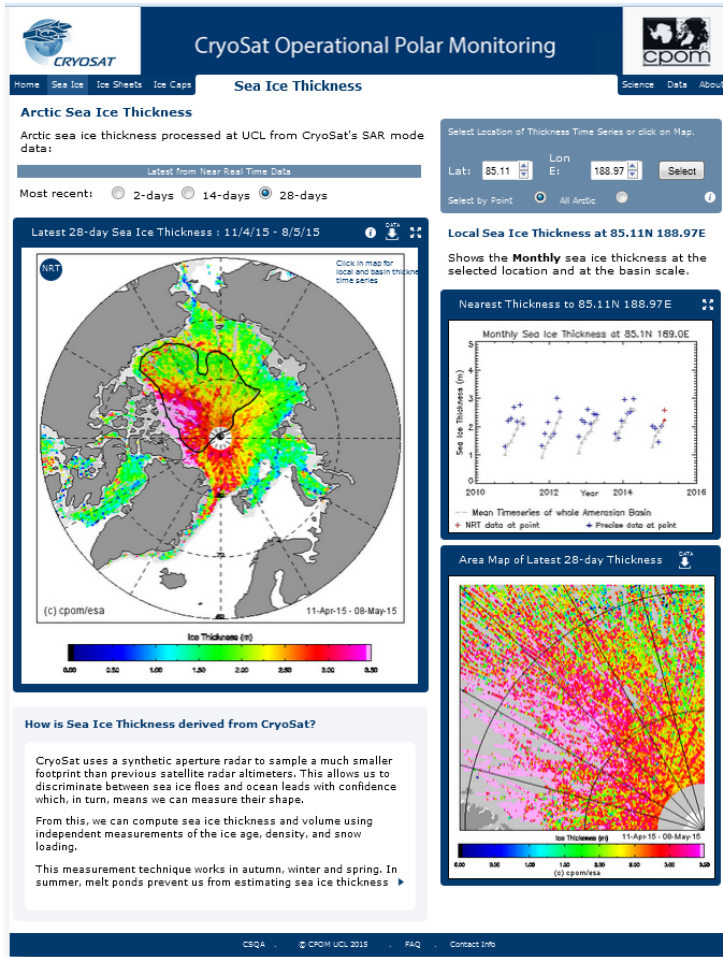 CRYOSAT
CryoSat Operational Polar Monitoring
cpom
Home Sea Ice Ice Sheets Ice Caps
Sea Ice Thickness
Science Data About
Arctic Sea Ice Thickness
Arctic sea ice thickness processed at UCL from CryoSat's SAR mode
data:
Latest from Near Real Time Data
Most recent: 2-days 14-days 28-days
Latest 28-day Sea Ice Thickness : 11/4/15 - 8/5/15
DATA
NRT
Click in map for
local and basin thickne
time series
(c) cpom/esa
11-Apr-15 - 08-May-15
Ice Thickness (m)
0.00 0.50 1.00 1.50 2.00 2.50 3.00 3.50
How is Sea Ice Thickness derived from CryoSat?
CryoSat uses a synthetic aperture radar to sample a much smaller
footprint than previous satellite radar altimeters. This allows us to
discriminate between sea ice floes and ocean leads with confidence
which, in turn, means we can measure their shape.
From this, we can compute sea ice thickness and volume using
independent measurements of the ice age, density, and snow
loading.
This measurement technique works in autumn, winter and spring. In
summer, melt ponds prevent us from estimating sea ice thickness
Select Location of Thickness Time Series or click on Map.
Lat: 85.11 Lon E: 188.97 Select
Select by Point All Arctic
Local Sea Ice Thickness at 85.11N 188.97E
Shows the Monthly sea ice thickness at the
selected location and at the basin scale.
Nearest Thickness to 85.11N 188.97E
Monthly Sea Ice Thickness at 85.1N 189.0E
Sea Ice Thickness (m)
5
4
3
2
1
0
2010 2012 2014 2016
Year
Mean Timeseries of whole Amerasian Basin
NRT data at point
Precise data at point
Area Map of Latest 28-day Thickness
DATA
Ice Thickness (m)
11-Apr-15 - 08-May-15
(c) cpom/esa
CSQA . © CPOM UCL 2015 . FAQ . Contact Info